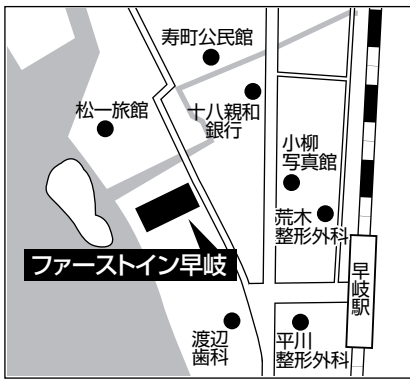 寿町公民館
松一旅館
十八親和
銀行
小柳
写真館
荒木
整形外科
ファーストイン早岐
早岐駅
渡辺
歯科
平川
整形外科